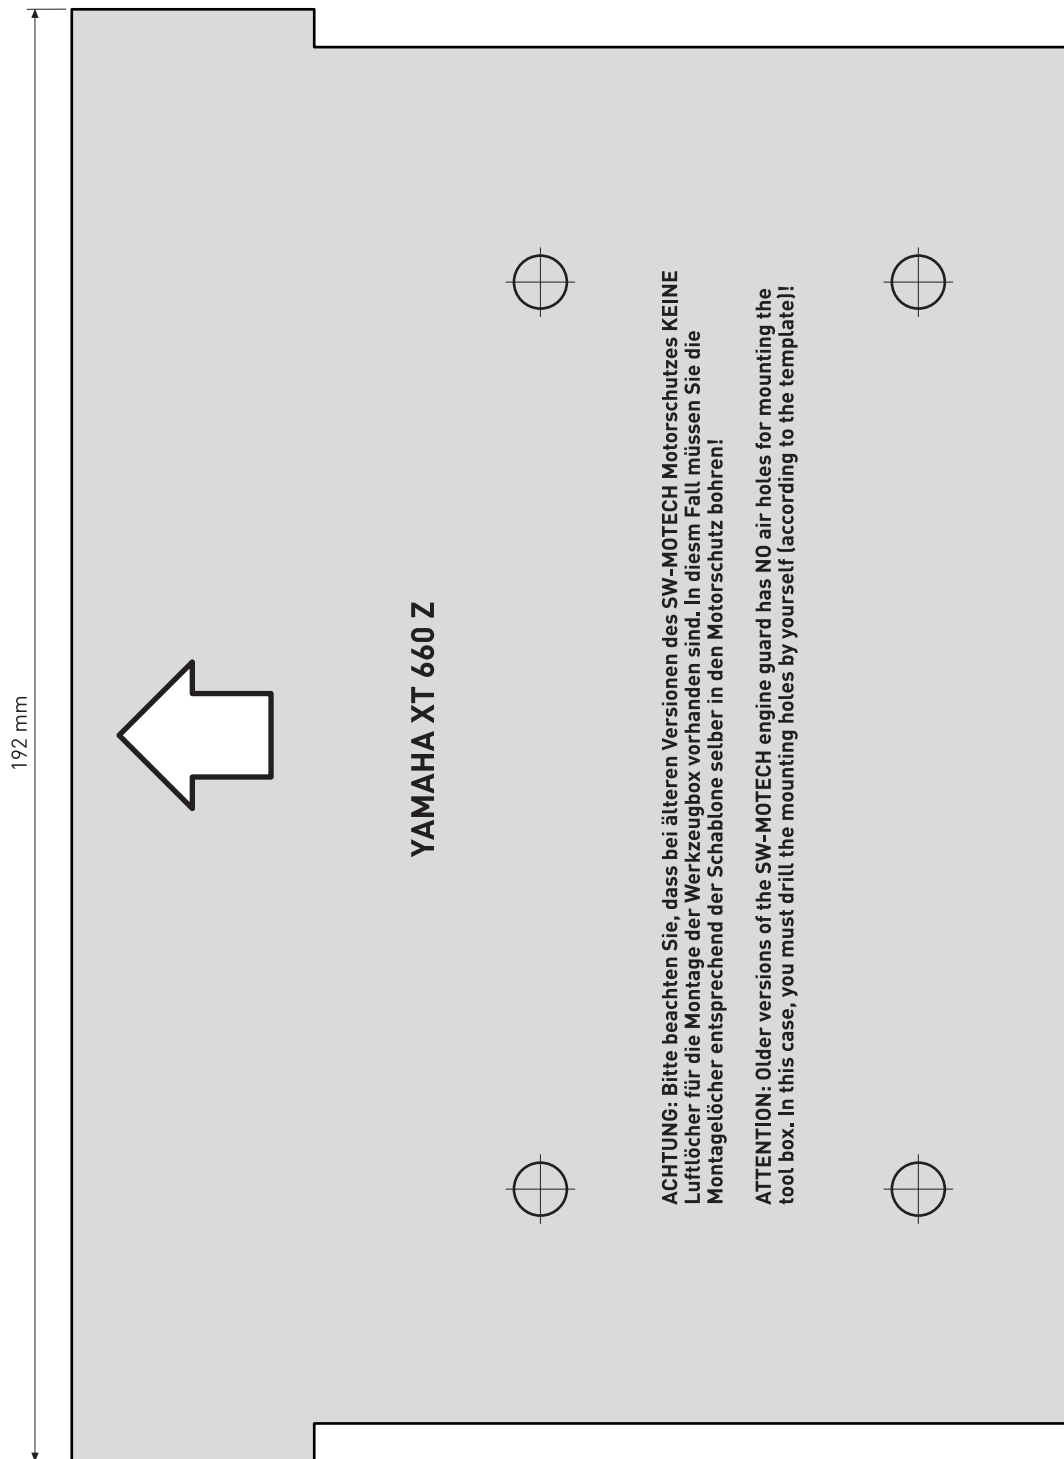 192 mm
YAMAHA XT 660 Z
ACHTUNG: Bitte beachten Sie, dass bei älteren Versionen des SW-MOTECH Motorschutzes KEINE
Luftlöcher für die Montage der Werkzeugbox vorhanden sind. In diesm Fall müssen Sie die
Montagelöcher entsprechend der Schablone selber in den Motorschutz bohren!
ATTENTION: Older versions of the SW-MOTECH engine guard has NO air holes for mounting the
tool box. In this case, you must drill the mounting holes by yourself (according to the template)!